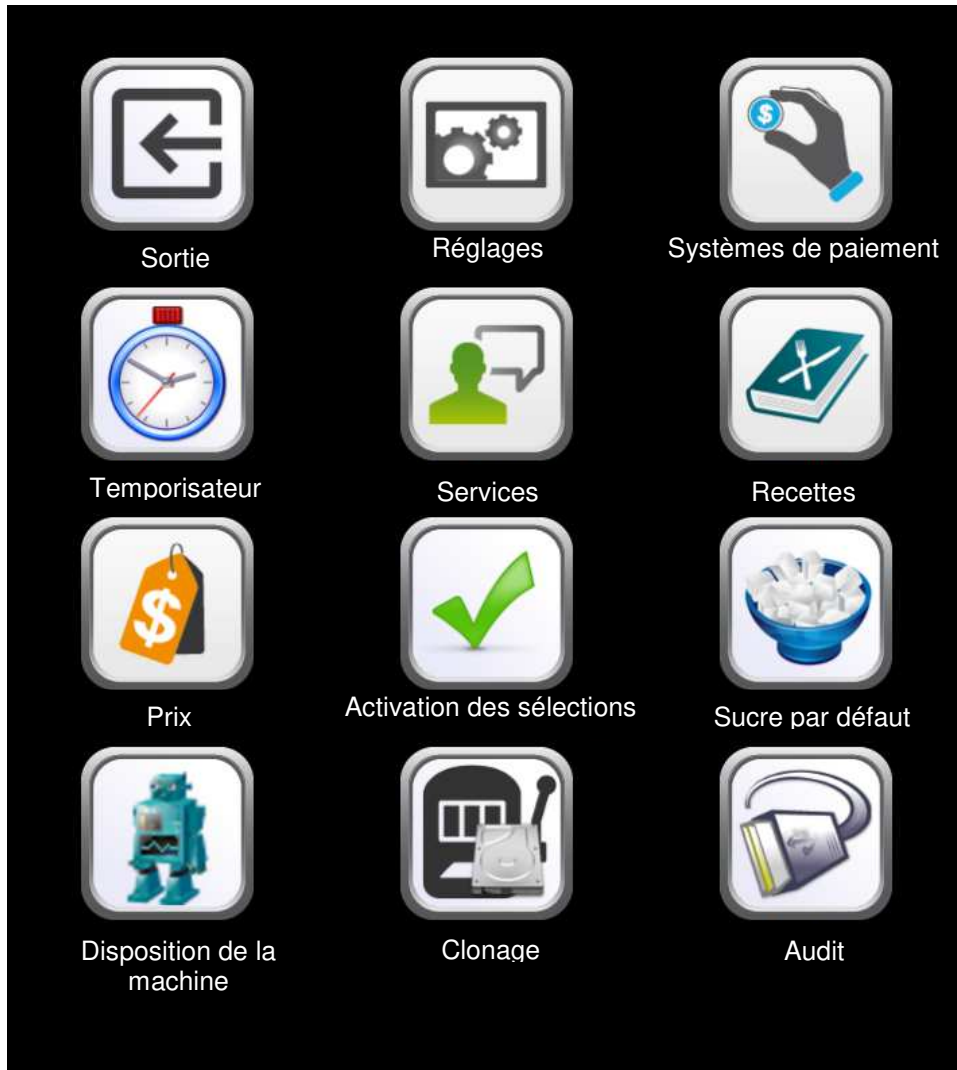 Sortie
Réglages
Systèmes de paiement
Temporisateur
Services
Recettes
Prix
Activation des sélections
Sucre par défaut
Disposition de la
machine
Clonage
Audit